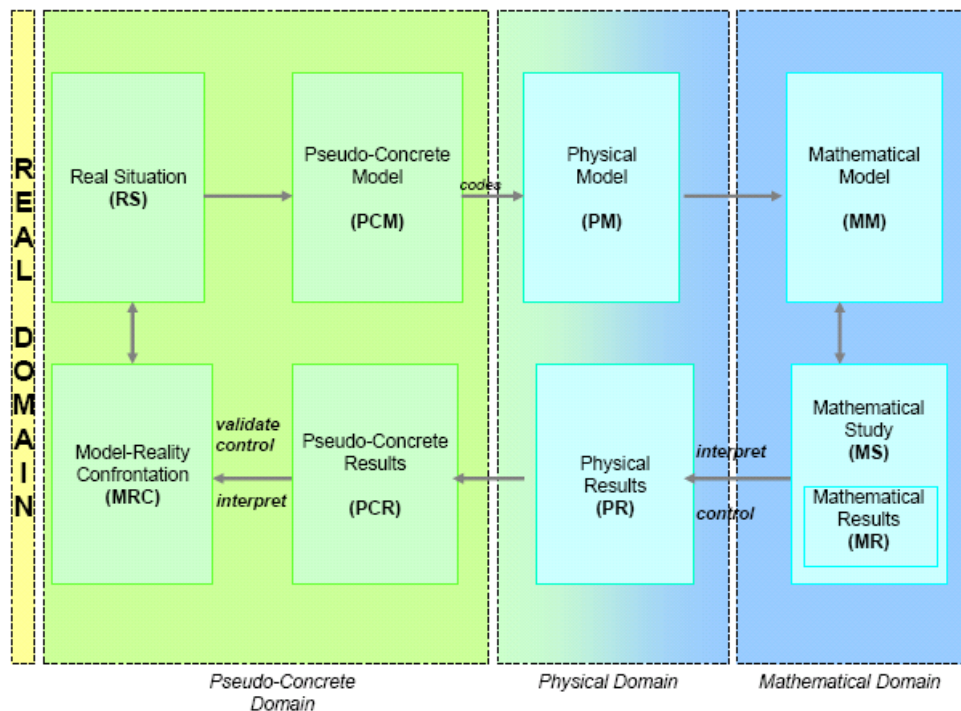 REAL DOMAIN
Real Situation
(RS)
Pseudo-Concrete
Model
(PCM)
codes
Physical
Model
(PM)
Mathematical
Model
(MM)
Model-Reality
Confrontation
(MRC)
validate
control
interpret
Pseudo-Concrete
Results
(PCR)
Physical
Results
(PR)
interpret
control
Mathematical
Study
(MS)
Mathematical
Results
(MR)
Pseudo-Concrete
Domain
Physical Domain
Mathematical Domain